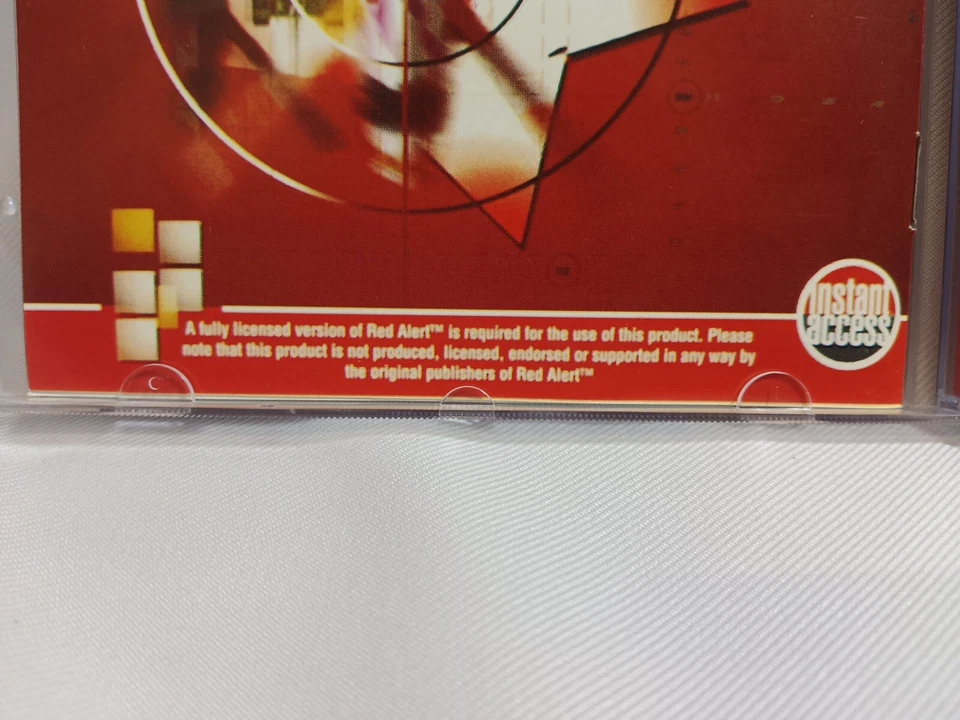 instant
access
A fully licensed version of Red Alert™ is required for the use of this product. Please
note that this product is not produced, licensed, endorsed or supported in any way by
the original publishers of Red Alert™